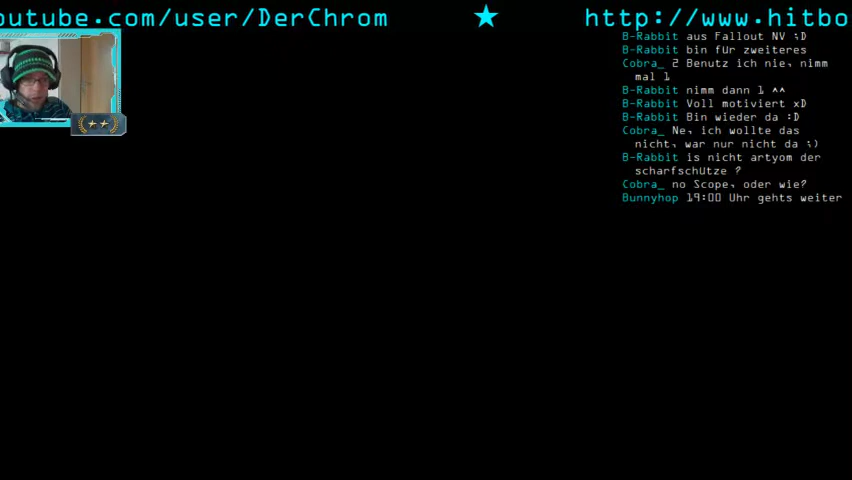 outube.com/user/DerChrom ★ http://www.hitbo
B-Rabbit aus Fallout NV ;D
B-Rabbit bin für zweiteres
Cobra_ 2 Benutz ich nie, nimm
mal 1
B-Rabbit nimm dann 1 ^^
B-Rabbit Voll motiviert xD
B-Rabbit Bin wieder da :D
Cobra_ Ne, ich wollte das
nicht, war nur nicht da ;)
B-Rabbit is nicht artyom der
scharfschütze ?
Cobra_ no Scope, oder wie?
Bunnyhop 19:00 Uhr gehts weiter